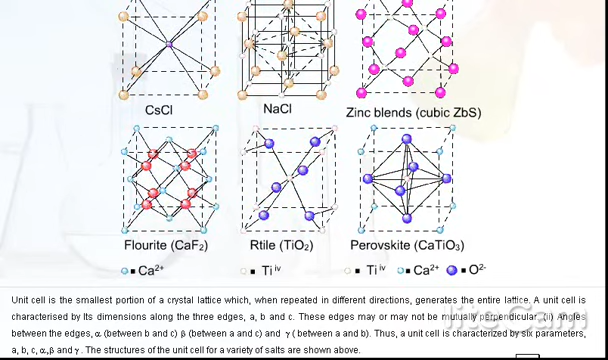 CsCl NaCl Zinc blends (cubic ZbS)
Flourite (CaF₂) Rtile (TiO₂) Perovskite (CaTiO₃)
Ca²⁺ Ti iv Ti iv Ca²⁺ O²⁻
Unit cell is the smallest portion of a crystal lattice which, when repeated in different directions, generates the entire lattice. A unit cell is
characterised by Its dimensions along the three edges, a, b and c. These edges may or may not be mutually perpendicular. (ii) Angles
between the edges, α (between b and c) β (between a and c) and γ ( between a and b). Thus, a unit cell is characterized by six parameters,
a, b, c, α,β and γ . The structures of the unit cell for a variety of salts are shown above.
liteCam